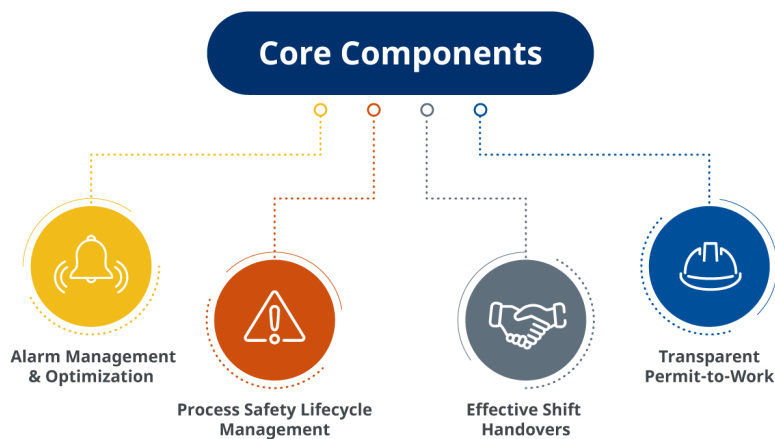 Core Components
Alarm Management
& Optimization
Process Safety Lifecycle
Management
Effective Shift
Handovers
Transparent
Permit-to-Work